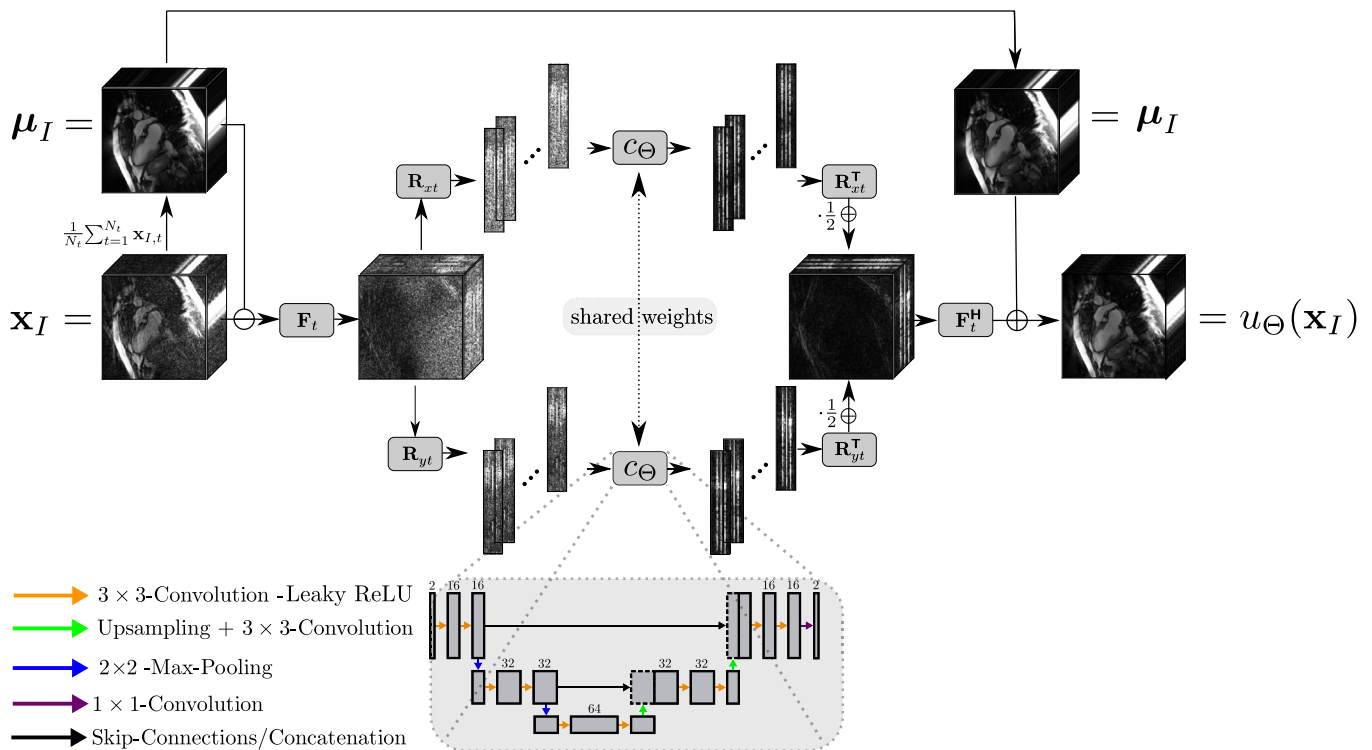 μ_I =
= μ_I
R_xt
c_Θ
R_xt^T
· 1/2
1/N_t ∑_{t=1}^{N_t} x_{I,t}
x_I =
F_t
shared weights
F_t^H
= u_Θ(x_I)
· 1/2
R_yt
c_Θ
R_yt^T
2 16 16
16 16 2
3 × 3-Convolution -Leaky ReLU
Upsampling + 3 × 3-Convolution
2×2 -Max-Pooling
32 32
32 32
1 × 1-Convolution
64
Skip-Connections/Concatenation